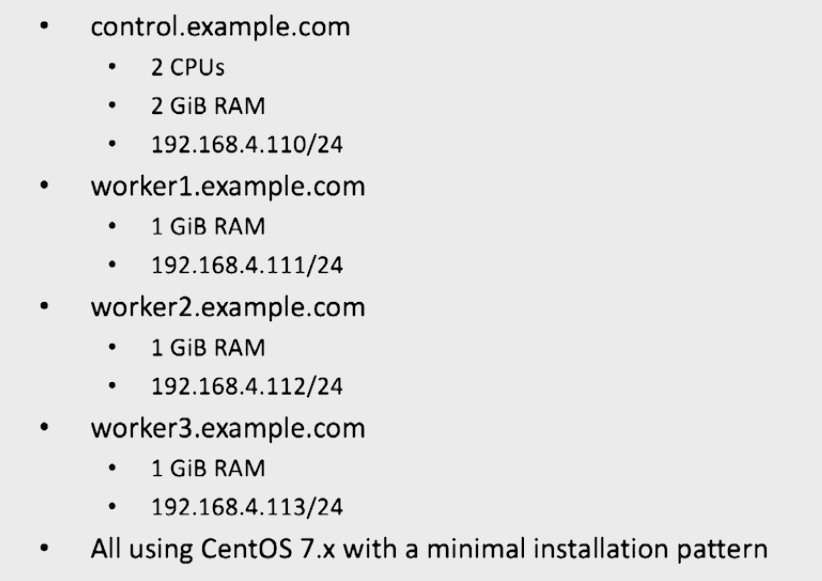 • control.example.com
• 2 CPUs
• 2 GiB RAM
• 192.168.4.110/24
• worker1.example.com
• 1 GiB RAM
• 192.168.4.111/24
• worker2.example.com
• 1 GiB RAM
• 192.168.4.112/24
• worker3.example.com
• 1 GiB RAM
• 192.168.4.113/24
• All using CentOS 7.x with a minimal installation pattern